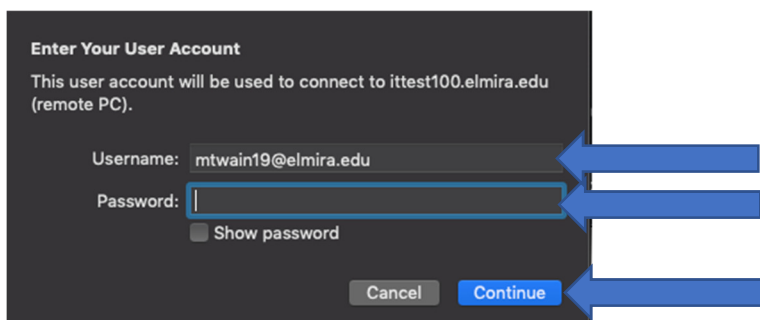 Enter Your User Account
This user account will be used to connect to ittest100.elmira.edu
(remote PC).
Username: mtwain19@elmira.edu
Password:
Show password
Cancel Continue